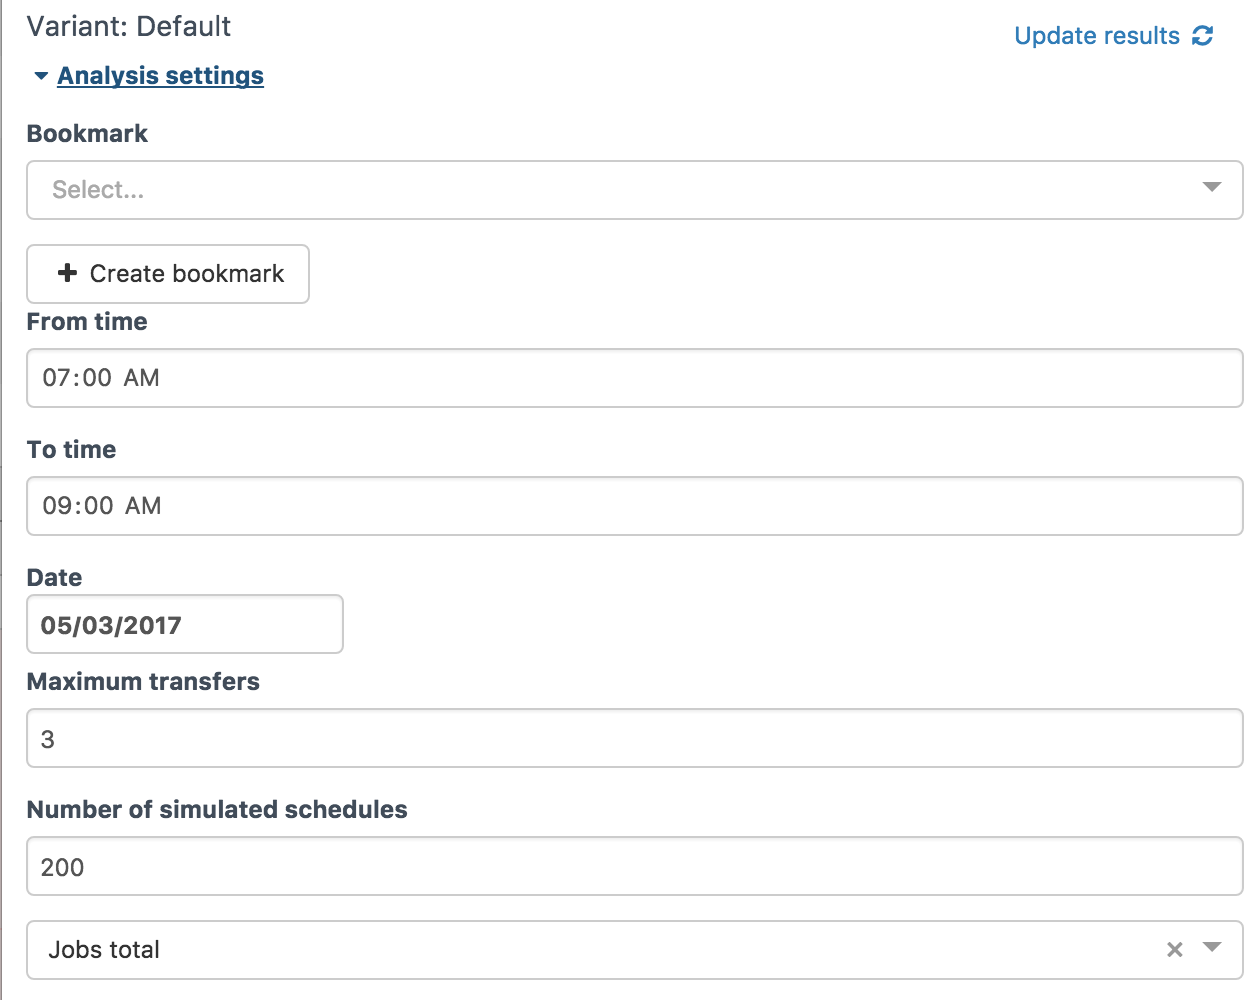 Variant: Default
Update results
Analysis settings
Bookmark
Select...
Create bookmark
From time
07:00 AM
To time
09:00 AM
Date
05/03/2017
Maximum transfers
3
Number of simulated schedules
200
Jobs total